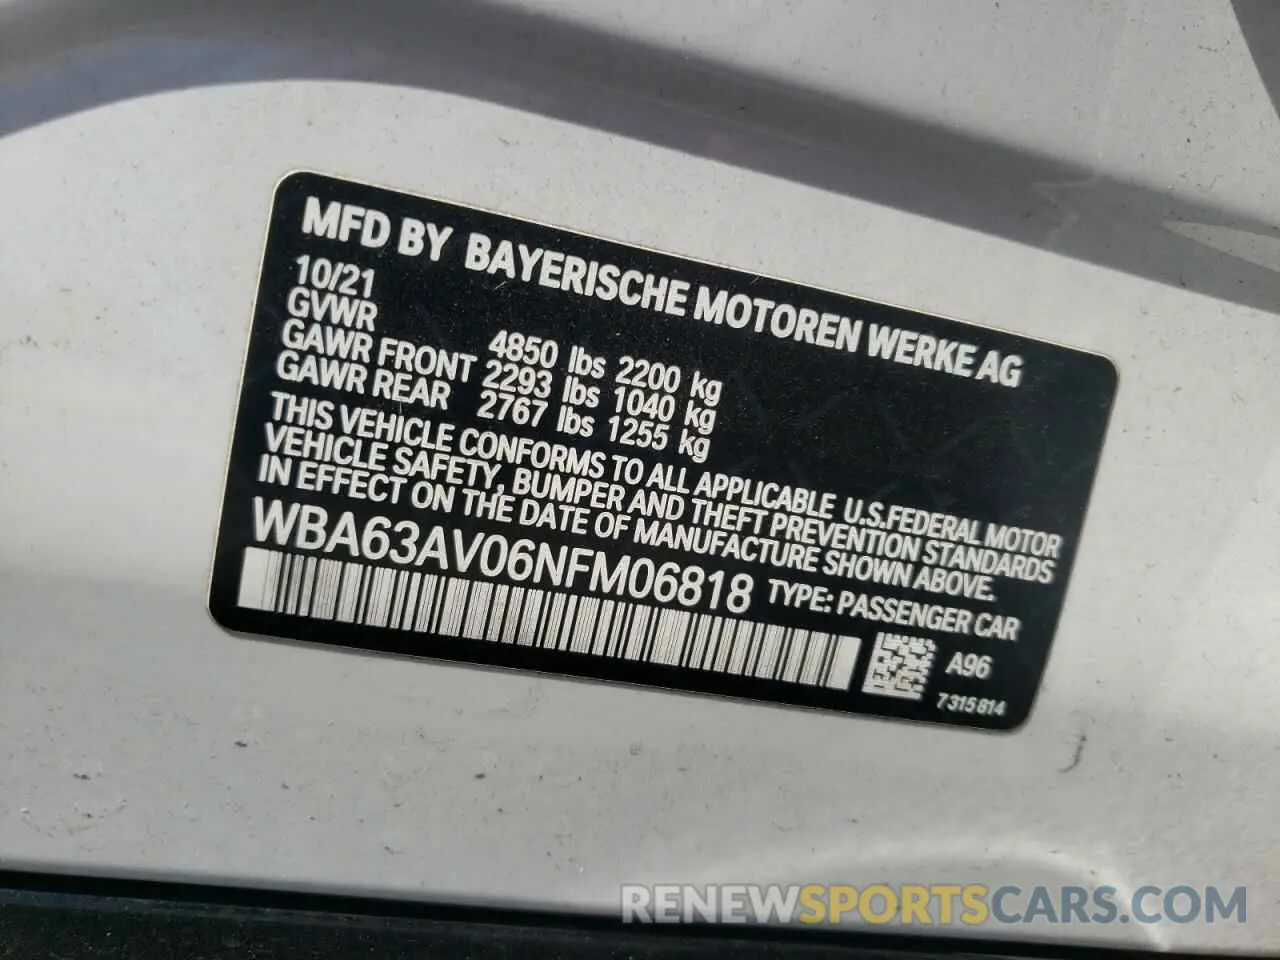 MFD BY BAYERISCHE MOTOREN WERKE AG
10/21
GVWR 4850 lbs 2200 kg
GAWR FRONT 2293 lbs 1040 kg
GAWR REAR 2767 lbs 1255 kg
THIS VEHICLE CONFORMS TO ALL APPLICABLE U.S.FEDERAL MOTOR
VEHICLE SAFETY, BUMPER AND THEFT PREVENTION STANDARDS
IN EFFECT ON THE DATE OF MANUFACTURE SHOWN ABOVE.
WBA63AV06NFM06818 TYPE: PASSENGER CAR
A96
7315814
RENEWSPORTSCARS.COM